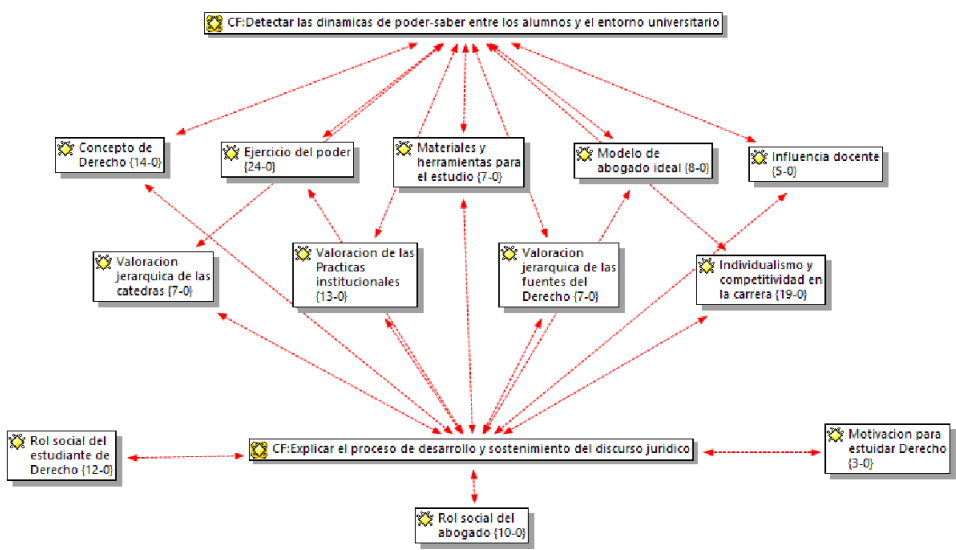 CF:Detectar las dinamicas de poder-saber entre los alumnos y el entorno universitario
Concepto de
Derecho {14-0}
Ejercicio del poder
{24-0}
Materiales y
herramientas para
el estudio {7-0}
Modelo de
abogado ideal {8-0}
Influencia docente
{5-0}
Valoracion
jerarquica de las
catedras {7-0}
Valoracion de las
Practicas
institucionales
{13-0}
Valoracion
jerarquica de las
fuentes del
Derecho {7-0}
Individualismo y
competitividad en
la carrera {19-0}
Rol social del
estudiante de
Derecho {12-0}
CF:Explicar el proceso de desarrollo y sostenimiento del discurso juridico
Motivacion para
estuidar Derecho
{3-0}
Rol social del
abogado {10-0}